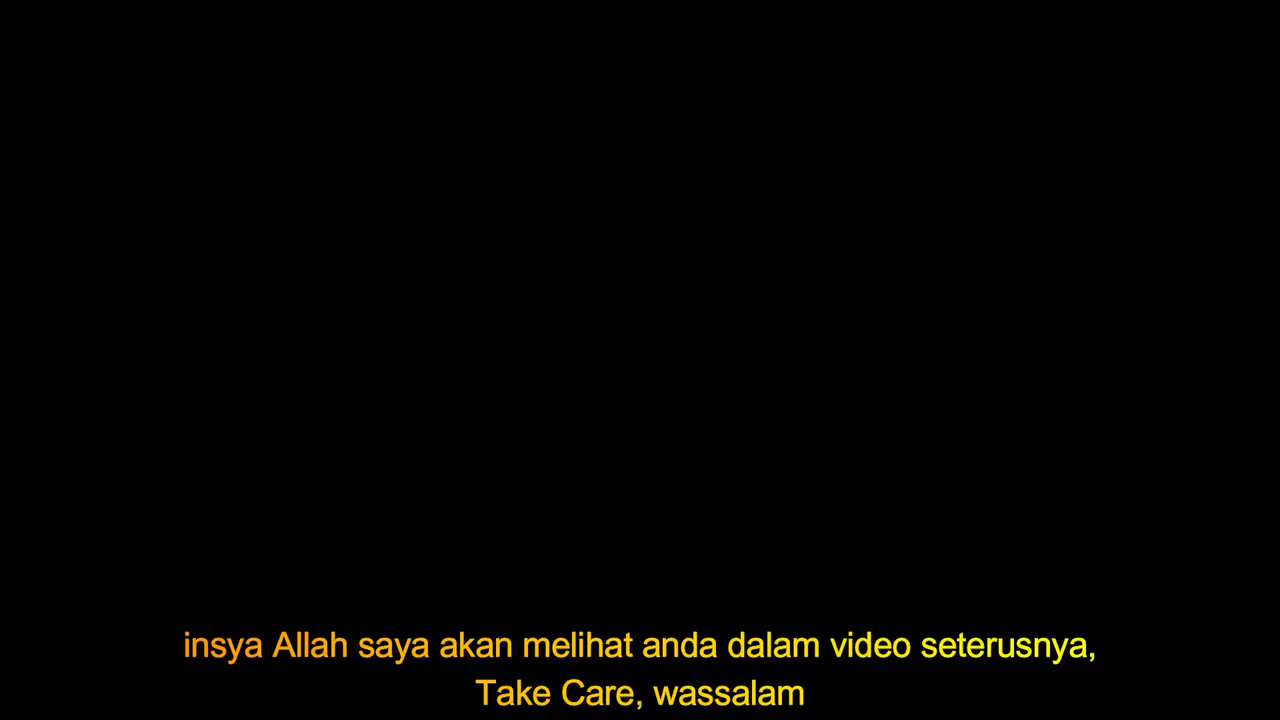 insya Allah saya akan melihat anda dalam video seterusnya,
Take Care, wassalam